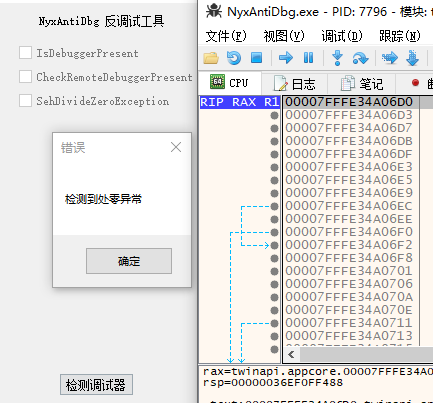 NyxAntiDbg 反调试工具
IsDebuggerPresent
CheckRemoteDebuggerPresent
SehDivideZeroException
错误
检测到处零异常
确定
检测调试器
NyxAntiDbg.exe - PID: 7796 - 模块: t
文件(F) 视图(V) 调试(D) 跟踪(N)
CPU 日志 笔记
RIP RAX R1 00007FFFE34A06D0
00007FFFE34A06D3
00007FFFE34A06D7
00007FFFE34A06DB
00007FFFE34A06DF
00007FFFE34A06E3
00007FFFE34A06E5
00007FFFE34A06E9
00007FFFE34A06EC
00007FFFE34A06EE
00007FFFE34A06F0
00007FFFE34A06F2
00007FFFE34A06F8
00007FFFE34A0701
00007FFFE34A0706
00007FFFE34A070A
00007FFFE34A070E
00007FFFE34A0711
00007FFFE34A0713
rax=twinapi.appcore.00007FFFE34A0
rsp=00000036EF0FF488